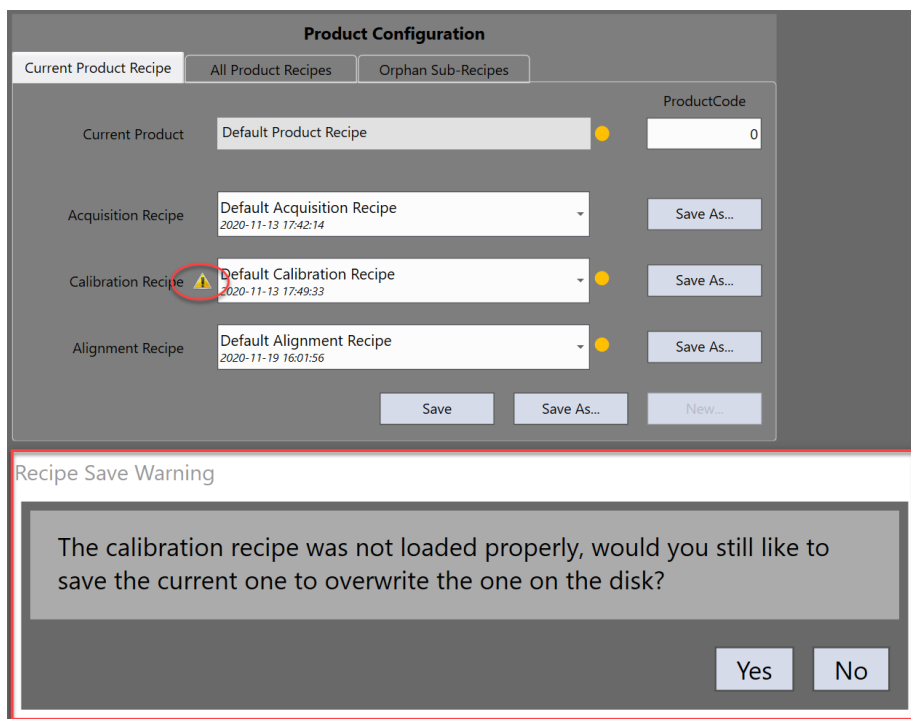 Product Configuration
Current Product Recipe
All Product Recipes
Orphan Sub-Recipes
ProductCode
Current Product
Default Product Recipe
0
Acquisition Recipe
Default Acquisition Recipe
2020-11-13 17:42:14
Save As...
Calibration Recipe
Default Calibration Recipe
2020-11-13 17:49:33
Save As...
Alignment Recipe
Default Alignment Recipe
2020-11-19 16:01:56
Save As...
Save
Save As...
New...
Recipe Save Warning
The calibration recipe was not loaded properly, would you still like to
save the current one to overwrite the one on the disk?
Yes
No